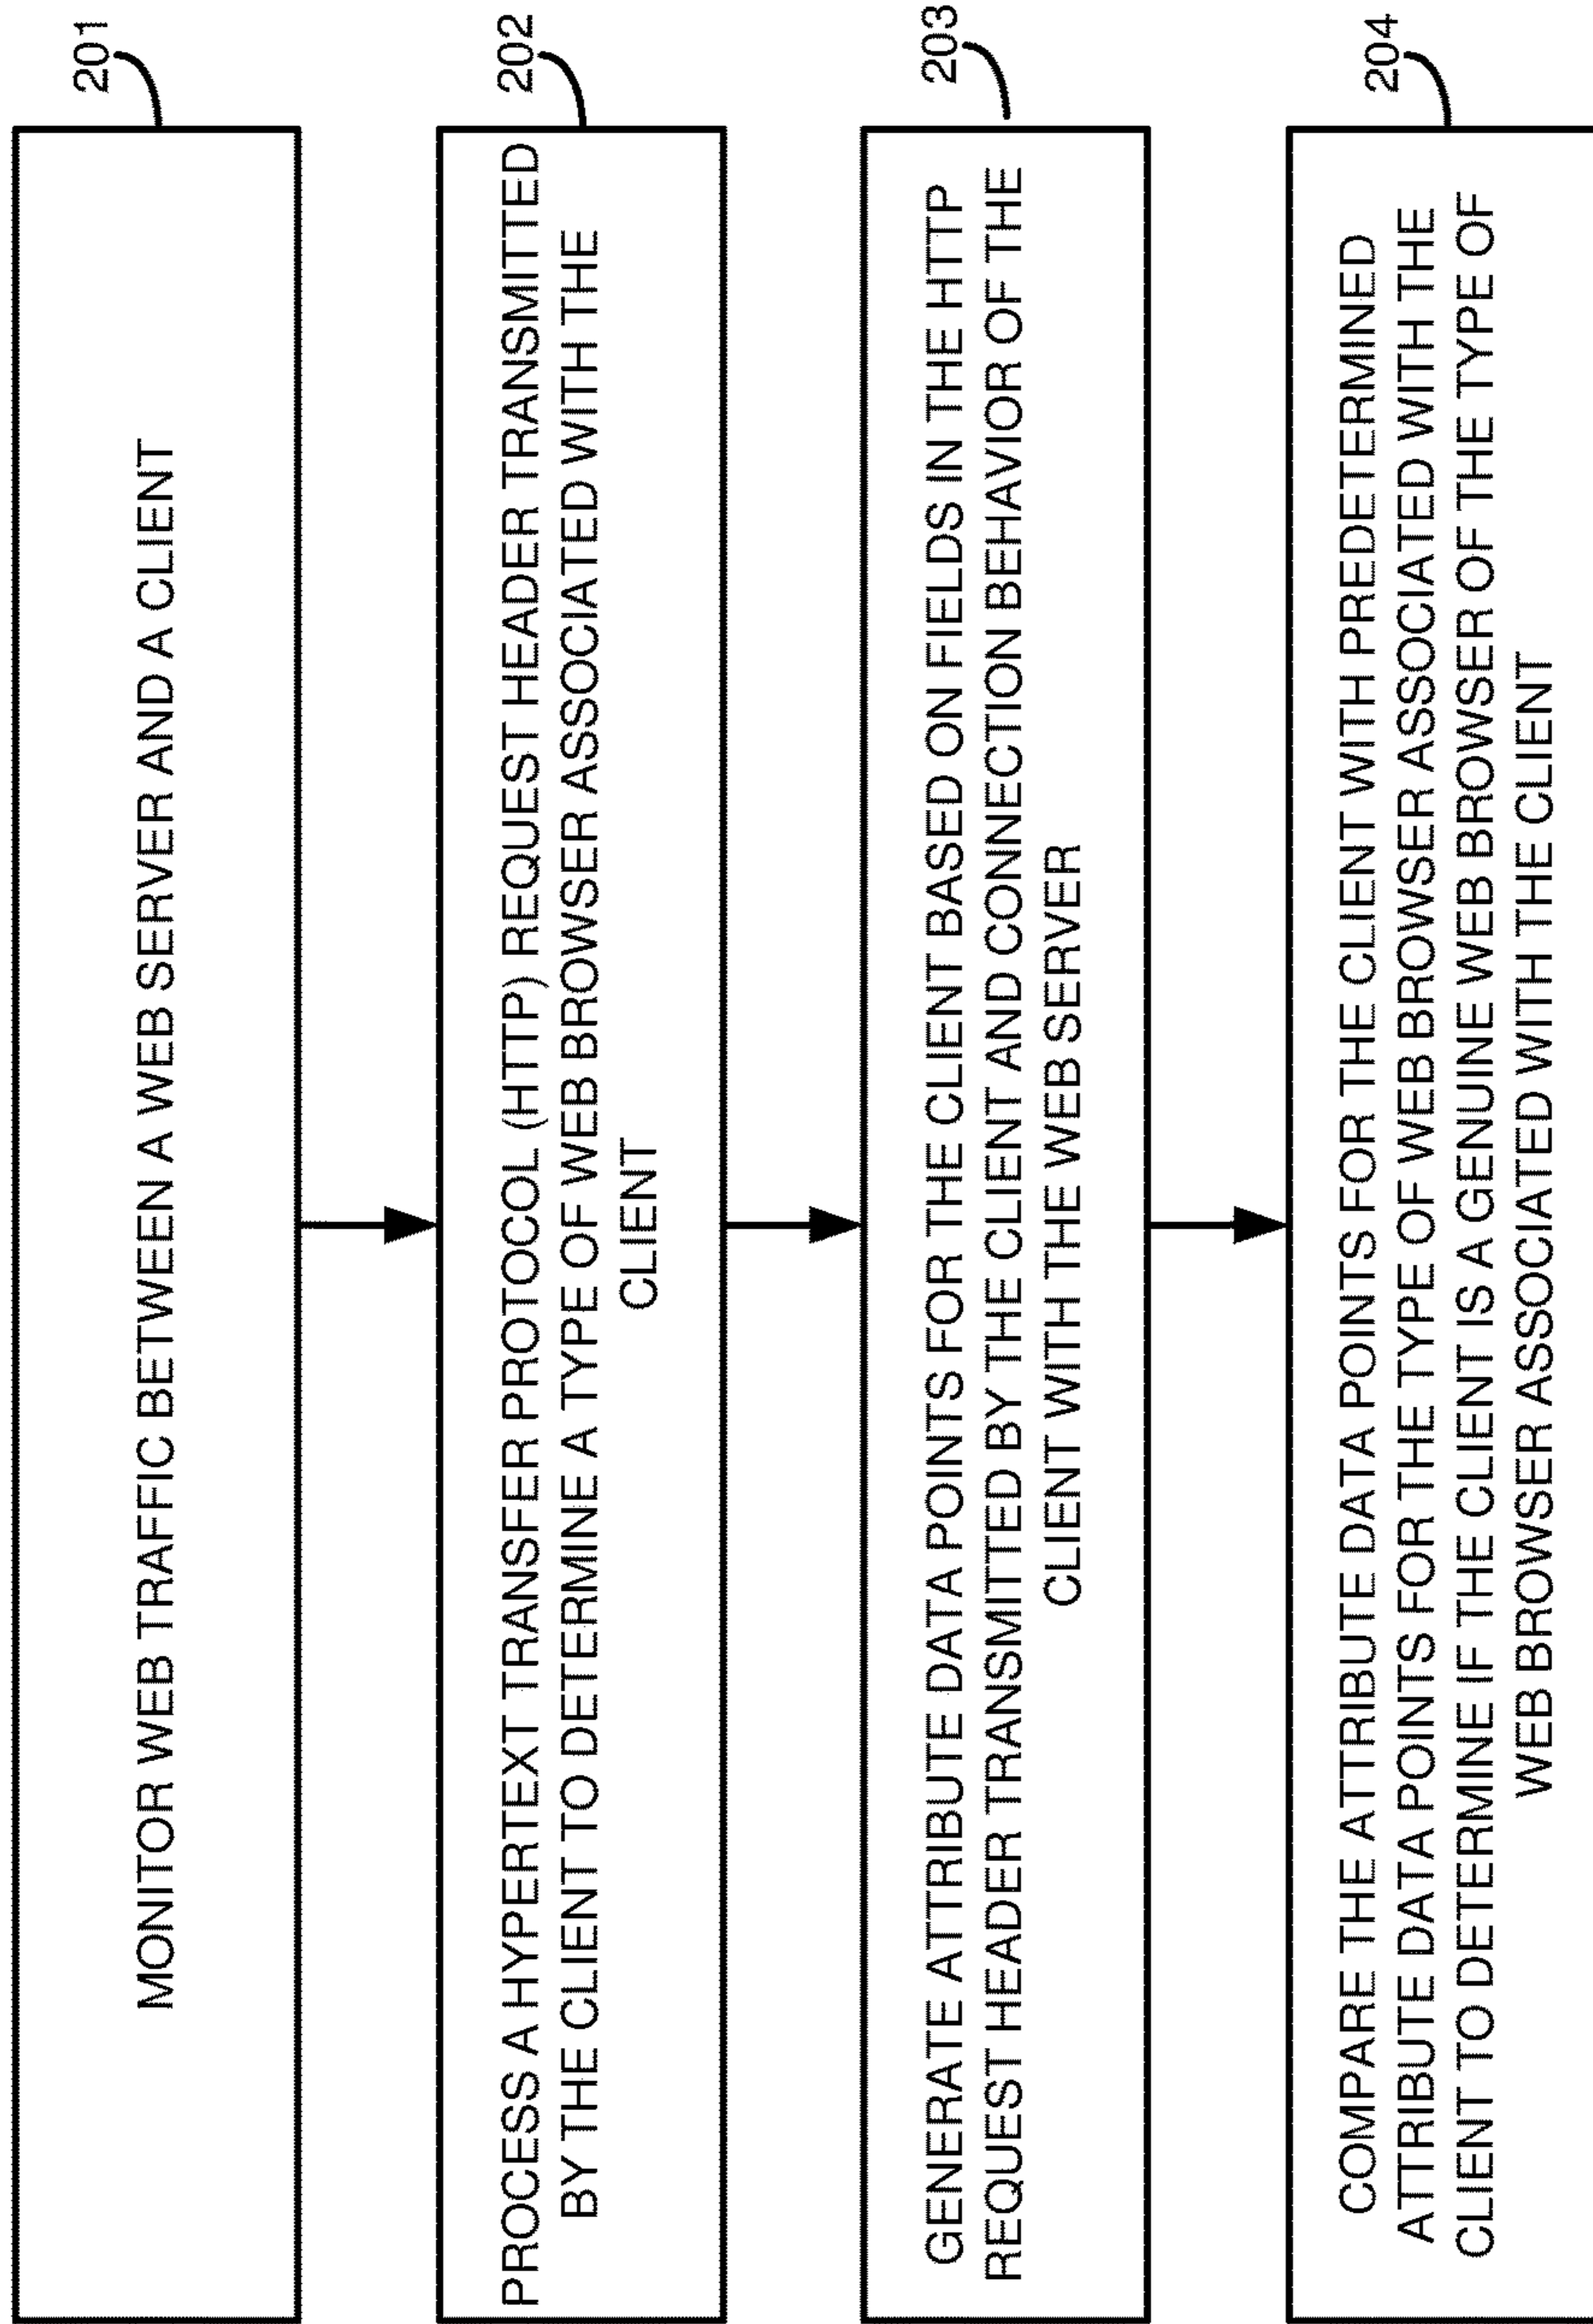 201
MONITOR WEB TRAFFIC BETWEEN A WEB SERVER AND A CLIENT
202
PROCESS A HYPERTEXT TRANSFER PROTOCOL (HTTP) REQUEST HEADER TRANSMITTED
BY THE CLIENT TO DETERMINE A TYPE OF WEB BROWSER ASSOCIATED WITH THE
CLIENT
203
GENERATE ATTRIBUTE DATA POINTS FOR THE CLIENT BASED ON FIELDS IN THE HTTP
REQUEST HEADER TRANSMITTED BY THE CLIENT AND CONNECTION BEHAVIOR OF THE
CLIENT WITH THE WEB SERVER
204
COMPARE THE ATTRIBUTE DATA POINTS FOR THE CLIENT WITH PREDETERMINED
ATTRIBUTE DATA POINTS FOR THE TYPE OF WEB BROWSER ASSOCIATED WITH THE
CLIENT TO DETERMINE IF THE CLIENT IS A GENUINE WEB BROWSER OF THE TYPE OF
WEB BROWSER ASSOCIATED WITH THE CLIENT